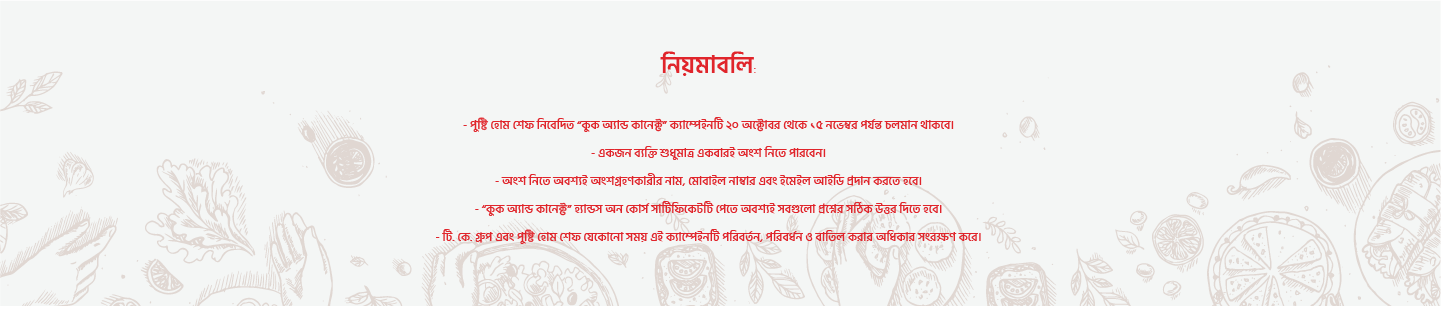 নিয়মাবলি:
- পুষ্টি হোম শেফ নিবেদিত “কুক অ্যান্ড কানেক্ট” ক্যাম্পেইনটি ২০ অক্টোবর থেকে ১৫ নভেম্বর পর্যন্ত চলমান থাকবে।
- একজন ব্যক্তি শুধুমাত্র একবারই অংশ নিতে পারবেন।
- অংশ নিতে অবশ্যই অংশগ্রহণকারীর নাম, মোবাইল নাম্বার এবং ইমেইল আইডি প্রদান করতে হবে।
- “কুক অ্যান্ড কানেক্ট” হ্যান্ডস অন কোর্স সার্টিফিকেটটি পেতে অবশ্যই সবগুলো প্রশ্নের সঠিক উত্তর দিতে হবে।
- টি. কে. গ্রুপ এবং পুষ্টি হোম শেফ যেকোনো সময় এই ক্যাম্পেইনটি পরিবর্তন, পরিবর্ধন ও বাতিল করার অধিকার সংরক্ষণ করে।